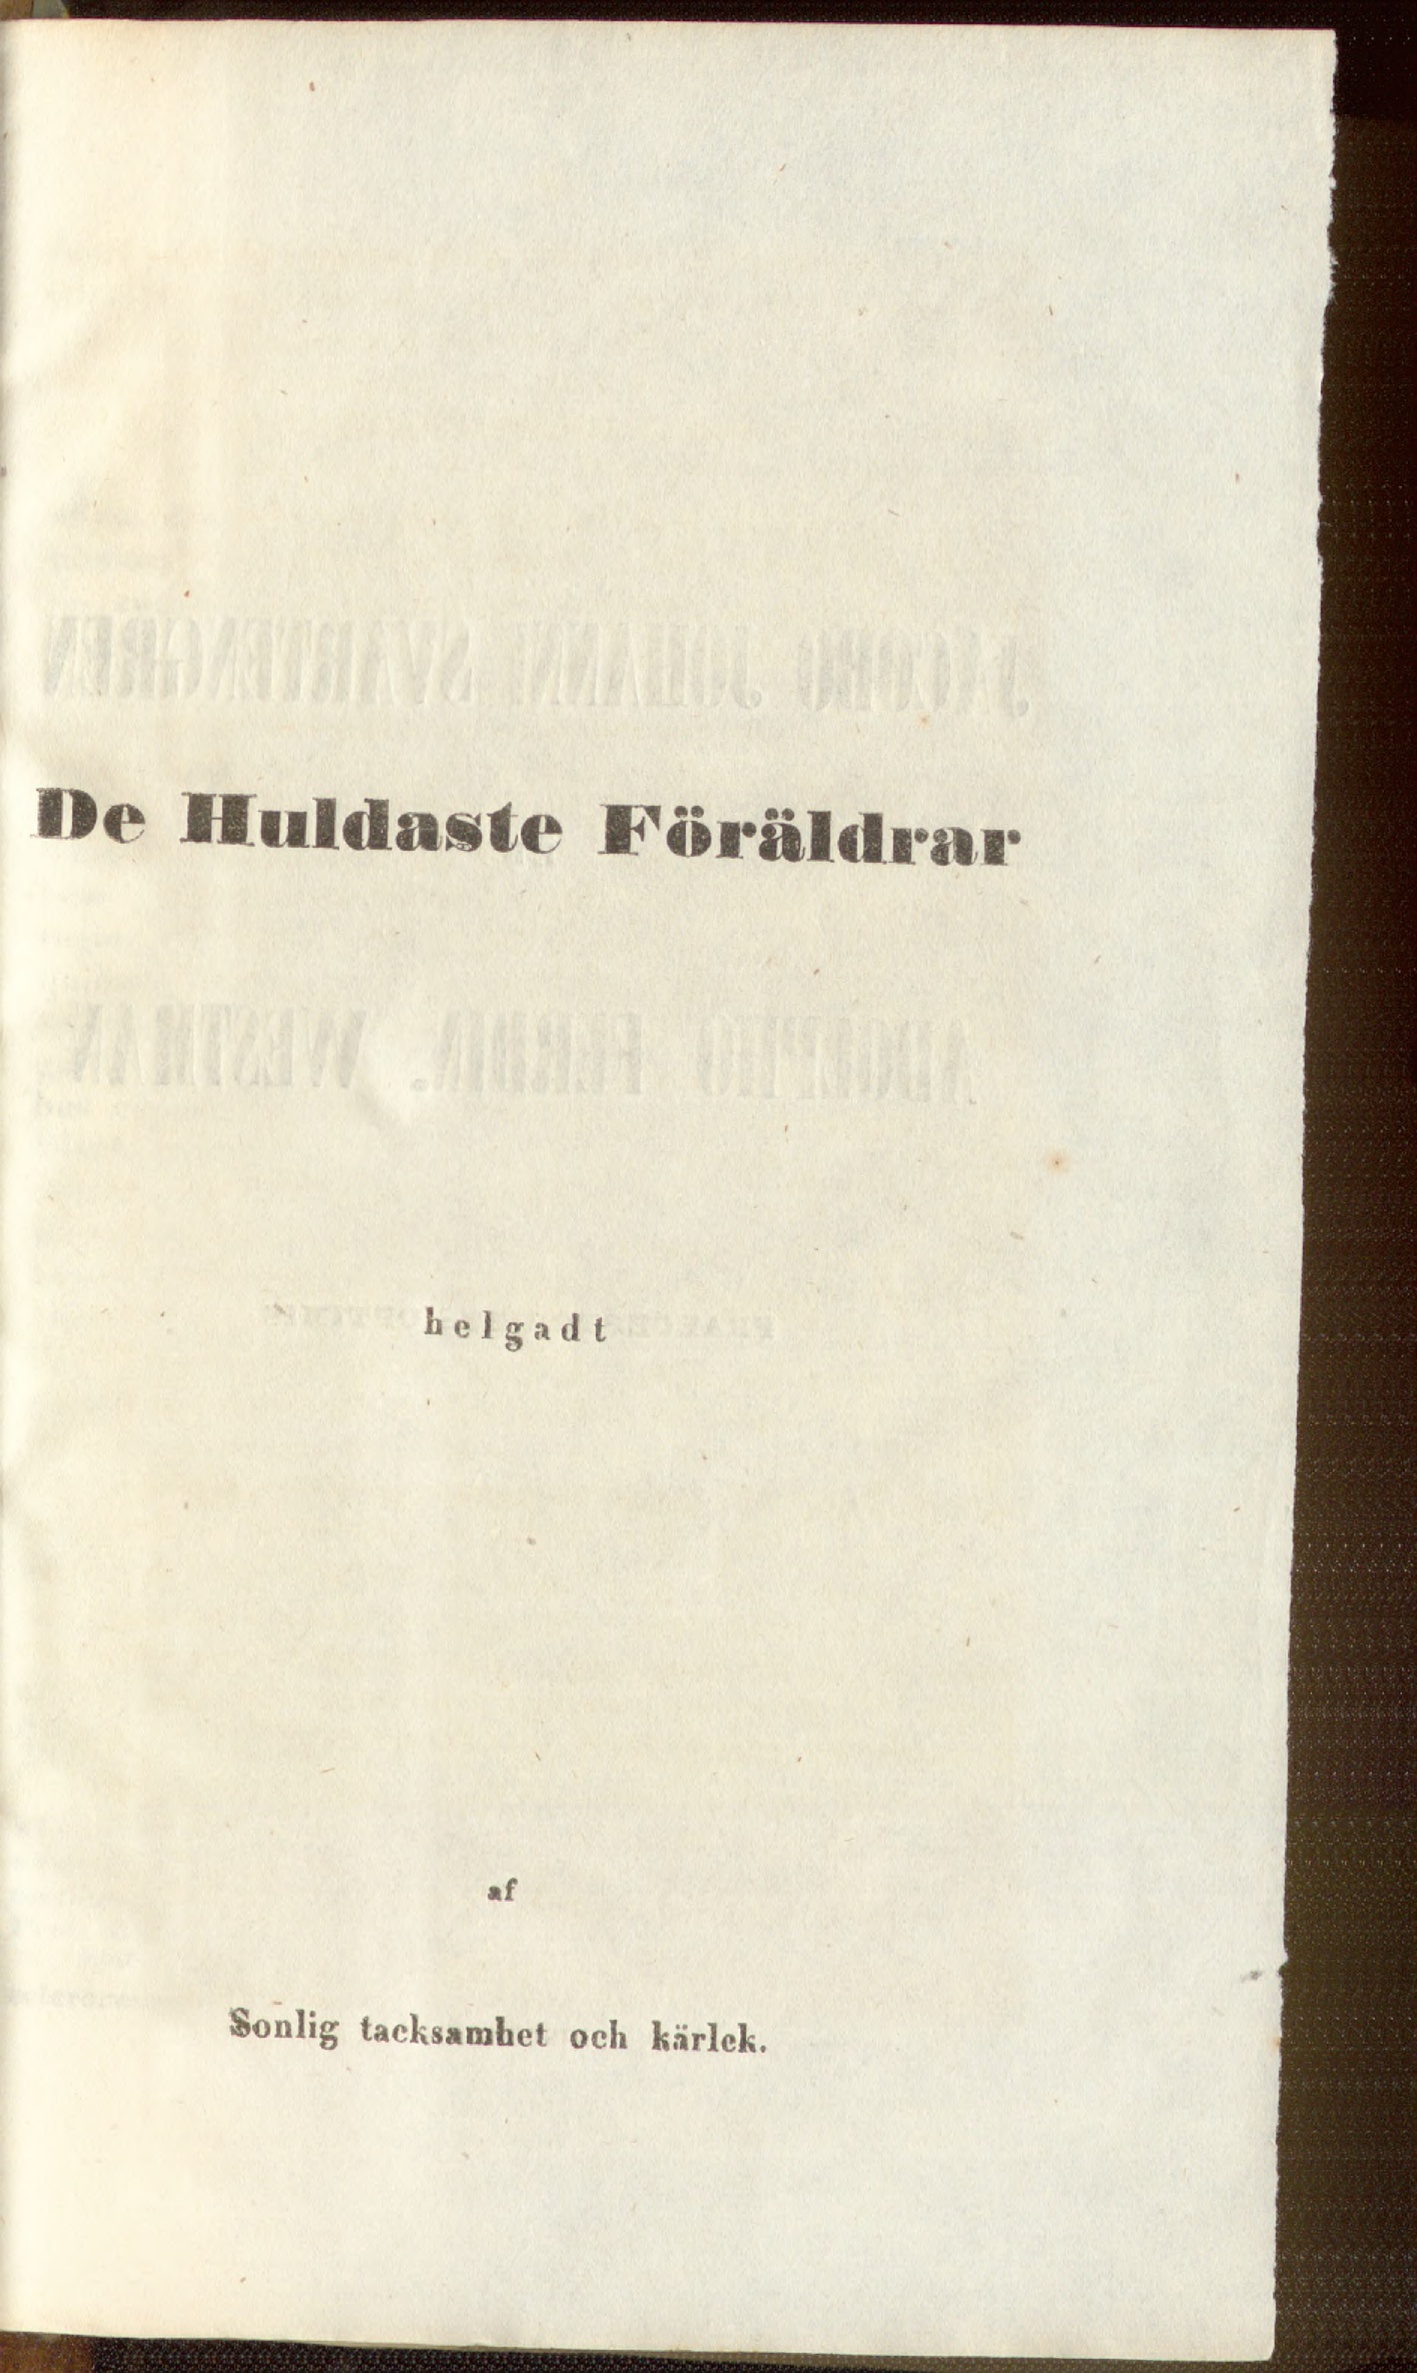 De Huldaste Föräldrar
helgadt
af
Sonlig tacksamhet och kärlek.